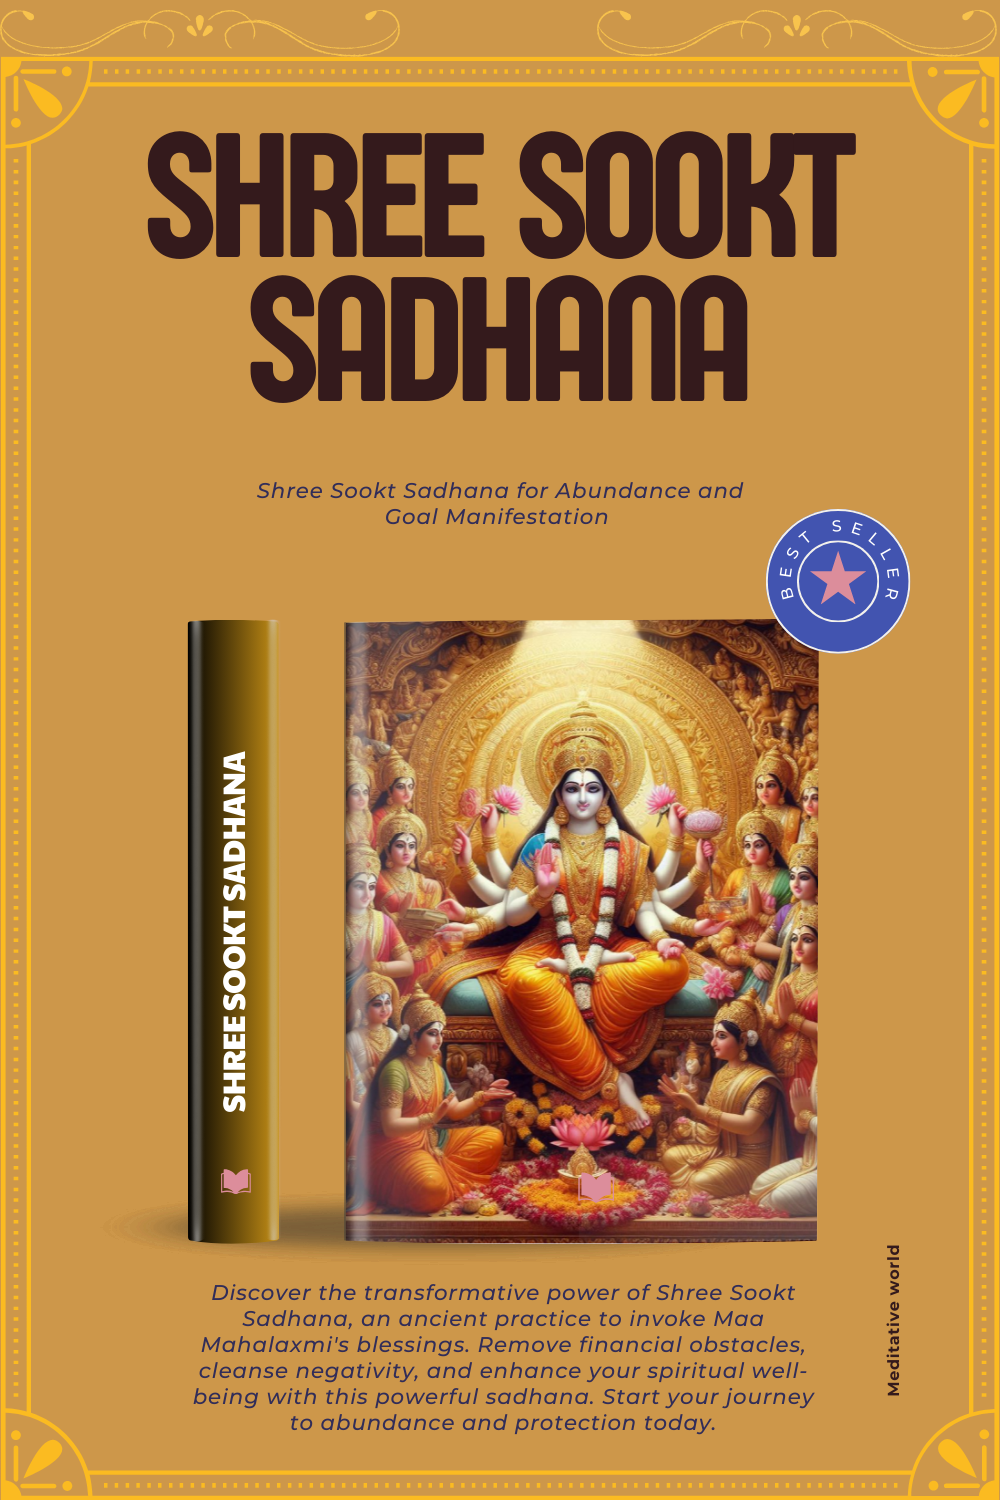 SHREE SOOKT
SADHANA
Shree Sookt Sadhana for Abundance and
Goal Manifestation
BEST SELLER
SHREE SOOKT SADHANA
Discover the transformative power of Shree Sookt
Sadhana, an ancient practice to invoke Maa
Mahalaxmi's blessings. Remove financial obstacles,
cleanse negativity, and enhance your spiritual well-
being with this powerful sadhana. Start your journey
to abundance and protection today.
Meditative world